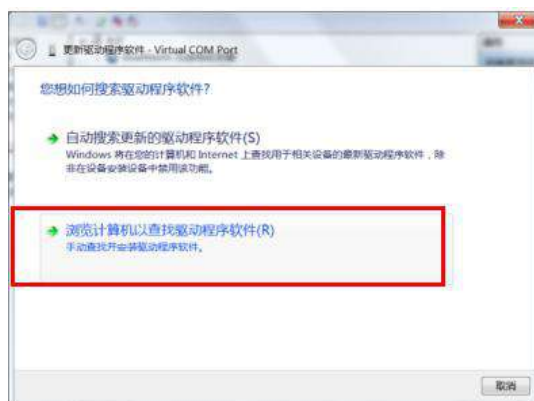 更新驱动程序软件 - Virtual COM Port
您想如何搜索驱动程序软件?
自动搜索更新的驱动程序软件(S)
Windows 将在您的计算机和 Internet 上查找用于相关设备的最新驱动程序软件，除
非在设备安装设置中禁用该功能。
浏览计算机以查找驱动程序软件(R)
手动查找并安装驱动程序软件。
取消